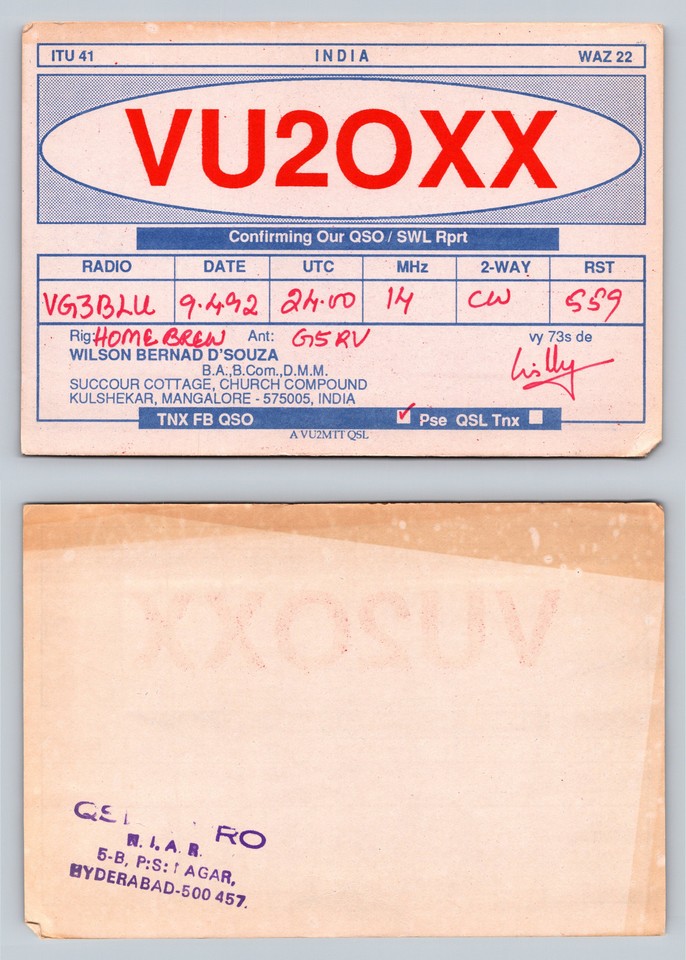 ITU 41 INDIA WAZ 22
VU2OXX
Confirming Our QSO / SWL Rprt
RADIO DATE UTC MHz 2-WAY RST
VG3BLU 9.4.92 24.00 14 CW 559
Rig: HOME BREW Ant: G5RV vy 73s de
WILSON BERNAD D'SOUZA
B.A.,B.Com.,D.M.M.
SUCCOUR COTTAGE, CHURCH COMPOUND
KULSHEKAR, MANGALORE - 575005, INDIA
TNX FB QSO Pse QSL Tnx
A VU2MTT QSL
N.I.A.R.
5-B, P:S: AGAR,
HYDERABAD-500 457.